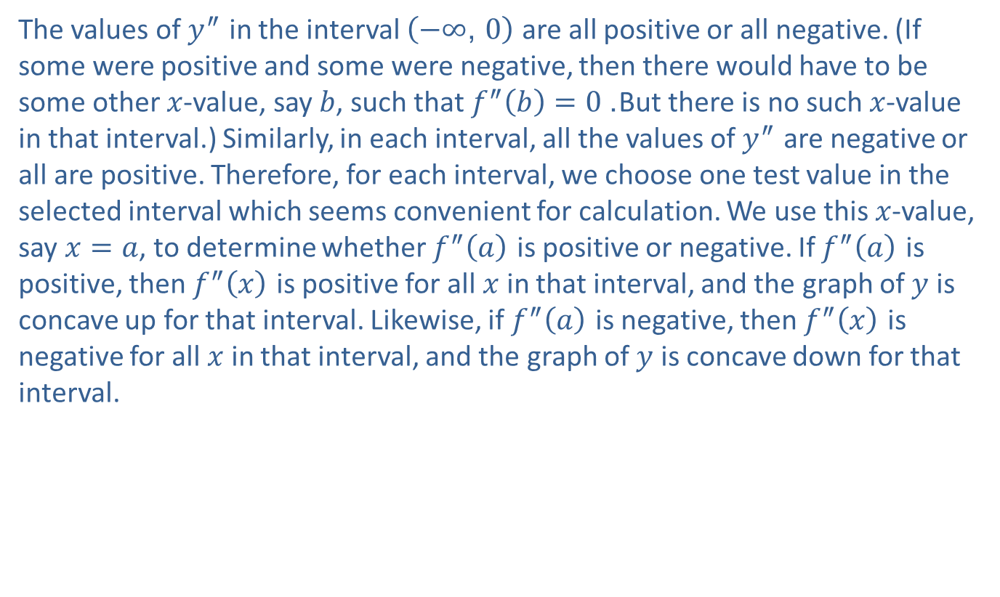 The values of y″ in the interval (−∞, 0) are all positive or all negative. (If
some were positive and some were negative, then there would have to be
some other x-value, say b, such that f″(b) = 0 .But there is no such x-value
in that interval.) Similarly, in each interval, all the values of y″ are negative or
all are positive. Therefore, for each interval, we choose one test value in the
selected interval which seems convenient for calculation. We use this x-value,
say x = a, to determine whether f″(a) is positive or negative. If f″(a) is
positive, then f″(x) is positive for all x in that interval, and the graph of y is
concave up for that interval. Likewise, if f″(a) is negative, then f″(x) is
negative for all x in that interval, and the graph of y is concave down for that
interval.